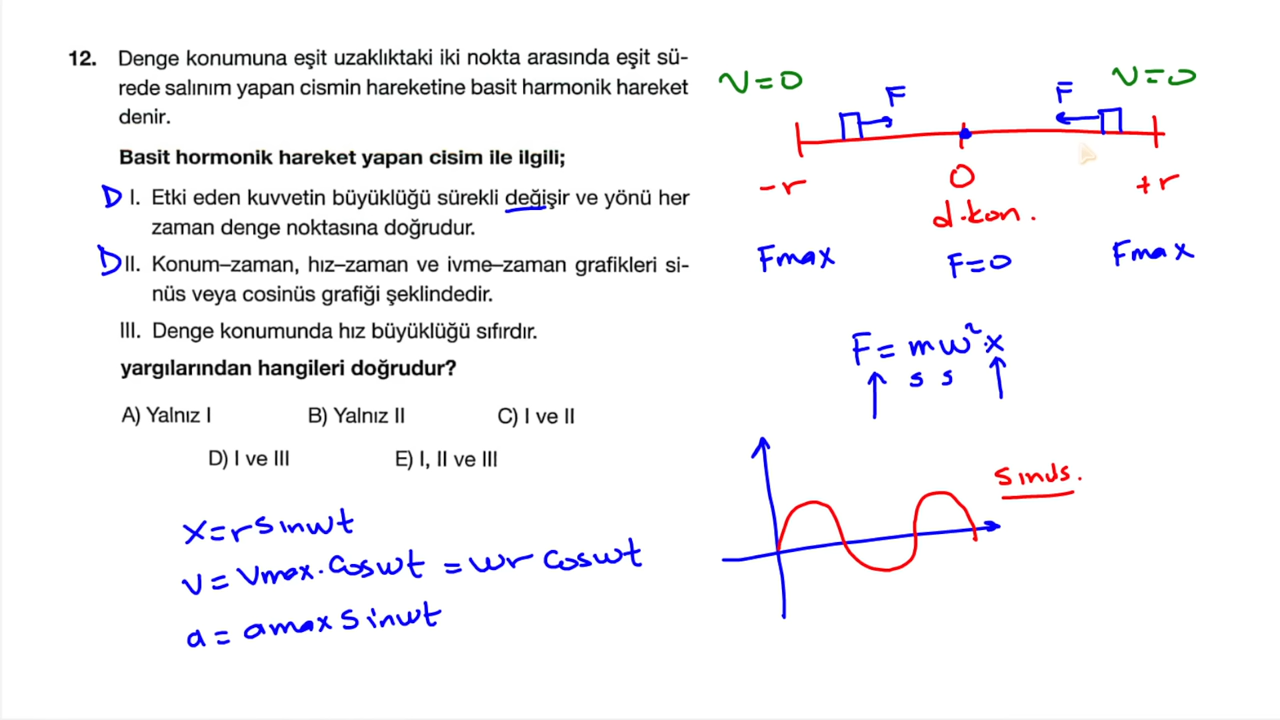 12. Denge konumuna eşit uzaklıktaki iki nokta arasında eşit sü-
rede salınım yapan cismin hareketine basit harmonik hareket
denir.
Basit hormonik hareket yapan cisim ile ilgili;
D I. Etki eden kuvvetin büyüklüğü sürekli değişir ve yönü her
zaman denge noktasına doğrudur.
D II. Konum–zaman, hız–zaman ve ivme–zaman grafikleri si-
nüs veya cosinüs grafiği şeklindedir.
III. Denge konumunda hız büyüklüğü sıfırdır.
yargılarından hangileri doğrudur?
A) Yalnız I B) Yalnız II C) I ve II
D) I ve III E) I, II ve III
x=rsinwt
v=vmax.coswt=wr coswt
a=amaxsinwt
v=0 F F v=0
-r O +r
d.kon.
Fmax F=0 Fmax
F=mw².x
s s
sinüs.